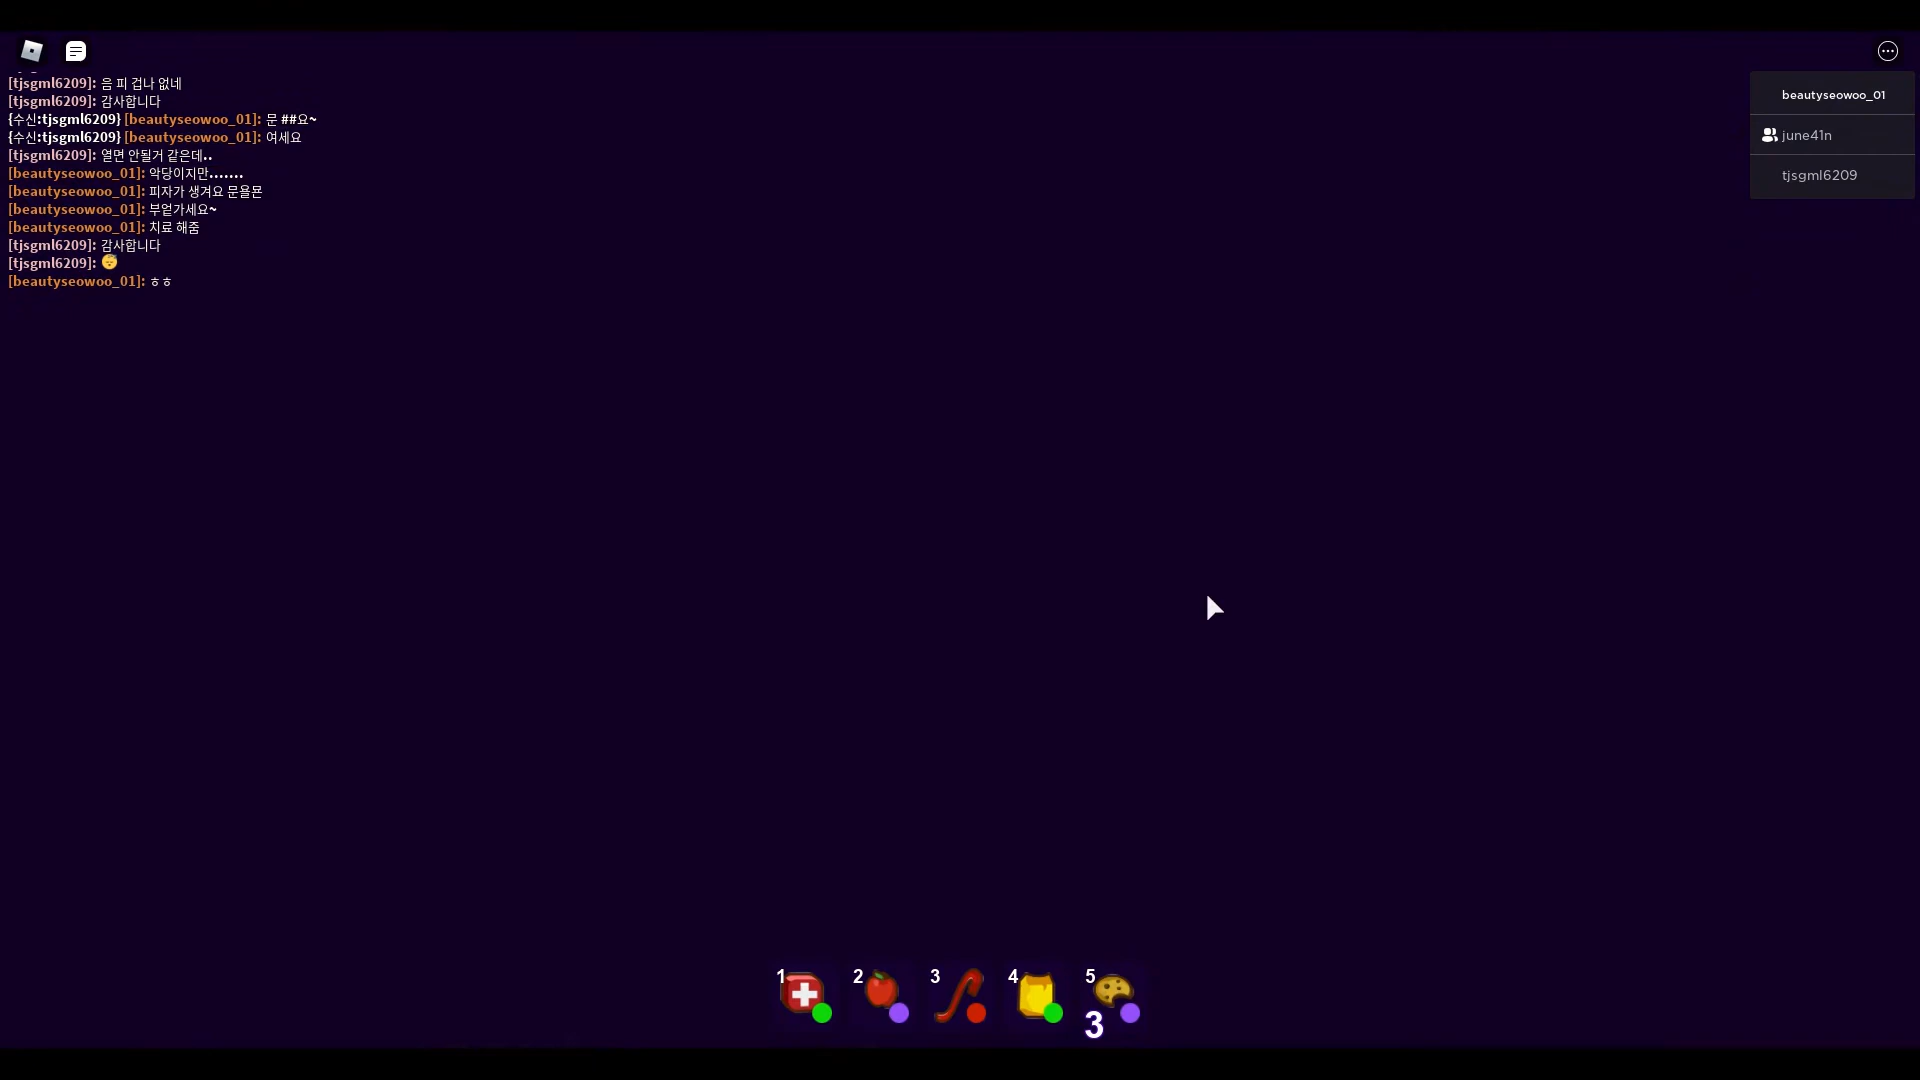 [tjsgml6209]: 음 피 겁나 없네
[tjsgml6209]: 감사합니다
{수신:tjsgml6209} [beautyseowoo_01]: 문 ##요~
{수신:tjsgml6209} [beautyseowoo_01]: 여세요
[tjsgml6209]: 열면 안될거 같은데..
[beautyseowoo_01]: 악당이지만.......
[beautyseowoo_01]: 피자가 생겨요 문욜묜
[beautyseowoo_01]: 부엌가세요~
[beautyseowoo_01]: 치료 해줌
[tjsgml6209]: 감사합니다
[tjsgml6209]: 😴
[beautyseowoo_01]: ㅎㅎ
beautyseowoo_01
june41n
tjsgml6209
1 2 3 4 5
3